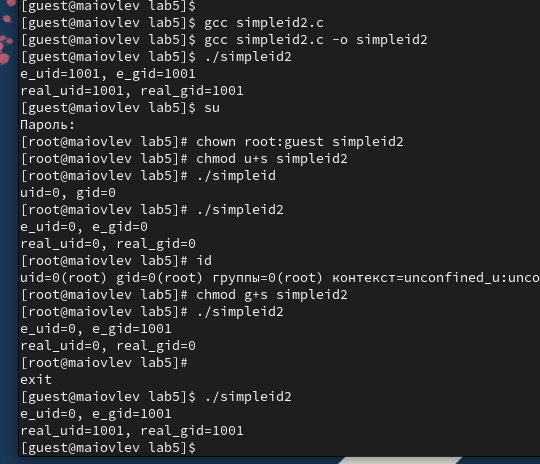 [guest@maiovlev lab5]$
[guest@maiovlev lab5]$ gcc simpleid2.c
[guest@maiovlev lab5]$ gcc simpleid2.c -o simpleid2
[guest@maiovlev lab5]$ ./simpleid2
e_uid=1001, e_gid=1001
real_uid=1001, real_gid=1001
[guest@maiovlev lab5]$ su
Пароль:
[root@maiovlev lab5]# chown root:guest simpleid2
[root@maiovlev lab5]# chmod u+s simpleid2
[root@maiovlev lab5]# ./simpleid
uid=0, gid=0
[root@maiovlev lab5]# ./simpleid2
e_uid=0, e_gid=0
real_uid=0, real_gid=0
[root@maiovlev lab5]# id
uid=0(root) gid=0(root) группы=0(root) контекст=unconfined_u:unco
[root@maiovlev lab5]# chmod g+s simpleid2
[root@maiovlev lab5]# ./simpleid2
e_uid=0, e_gid=1001
real_uid=0, real_gid=0
[root@maiovlev lab5]#
exit
[guest@maiovlev lab5]$ ./simpleid2
e_uid=0, e_gid=1001
real_uid=1001, real_gid=1001
[guest@maiovlev lab5]$